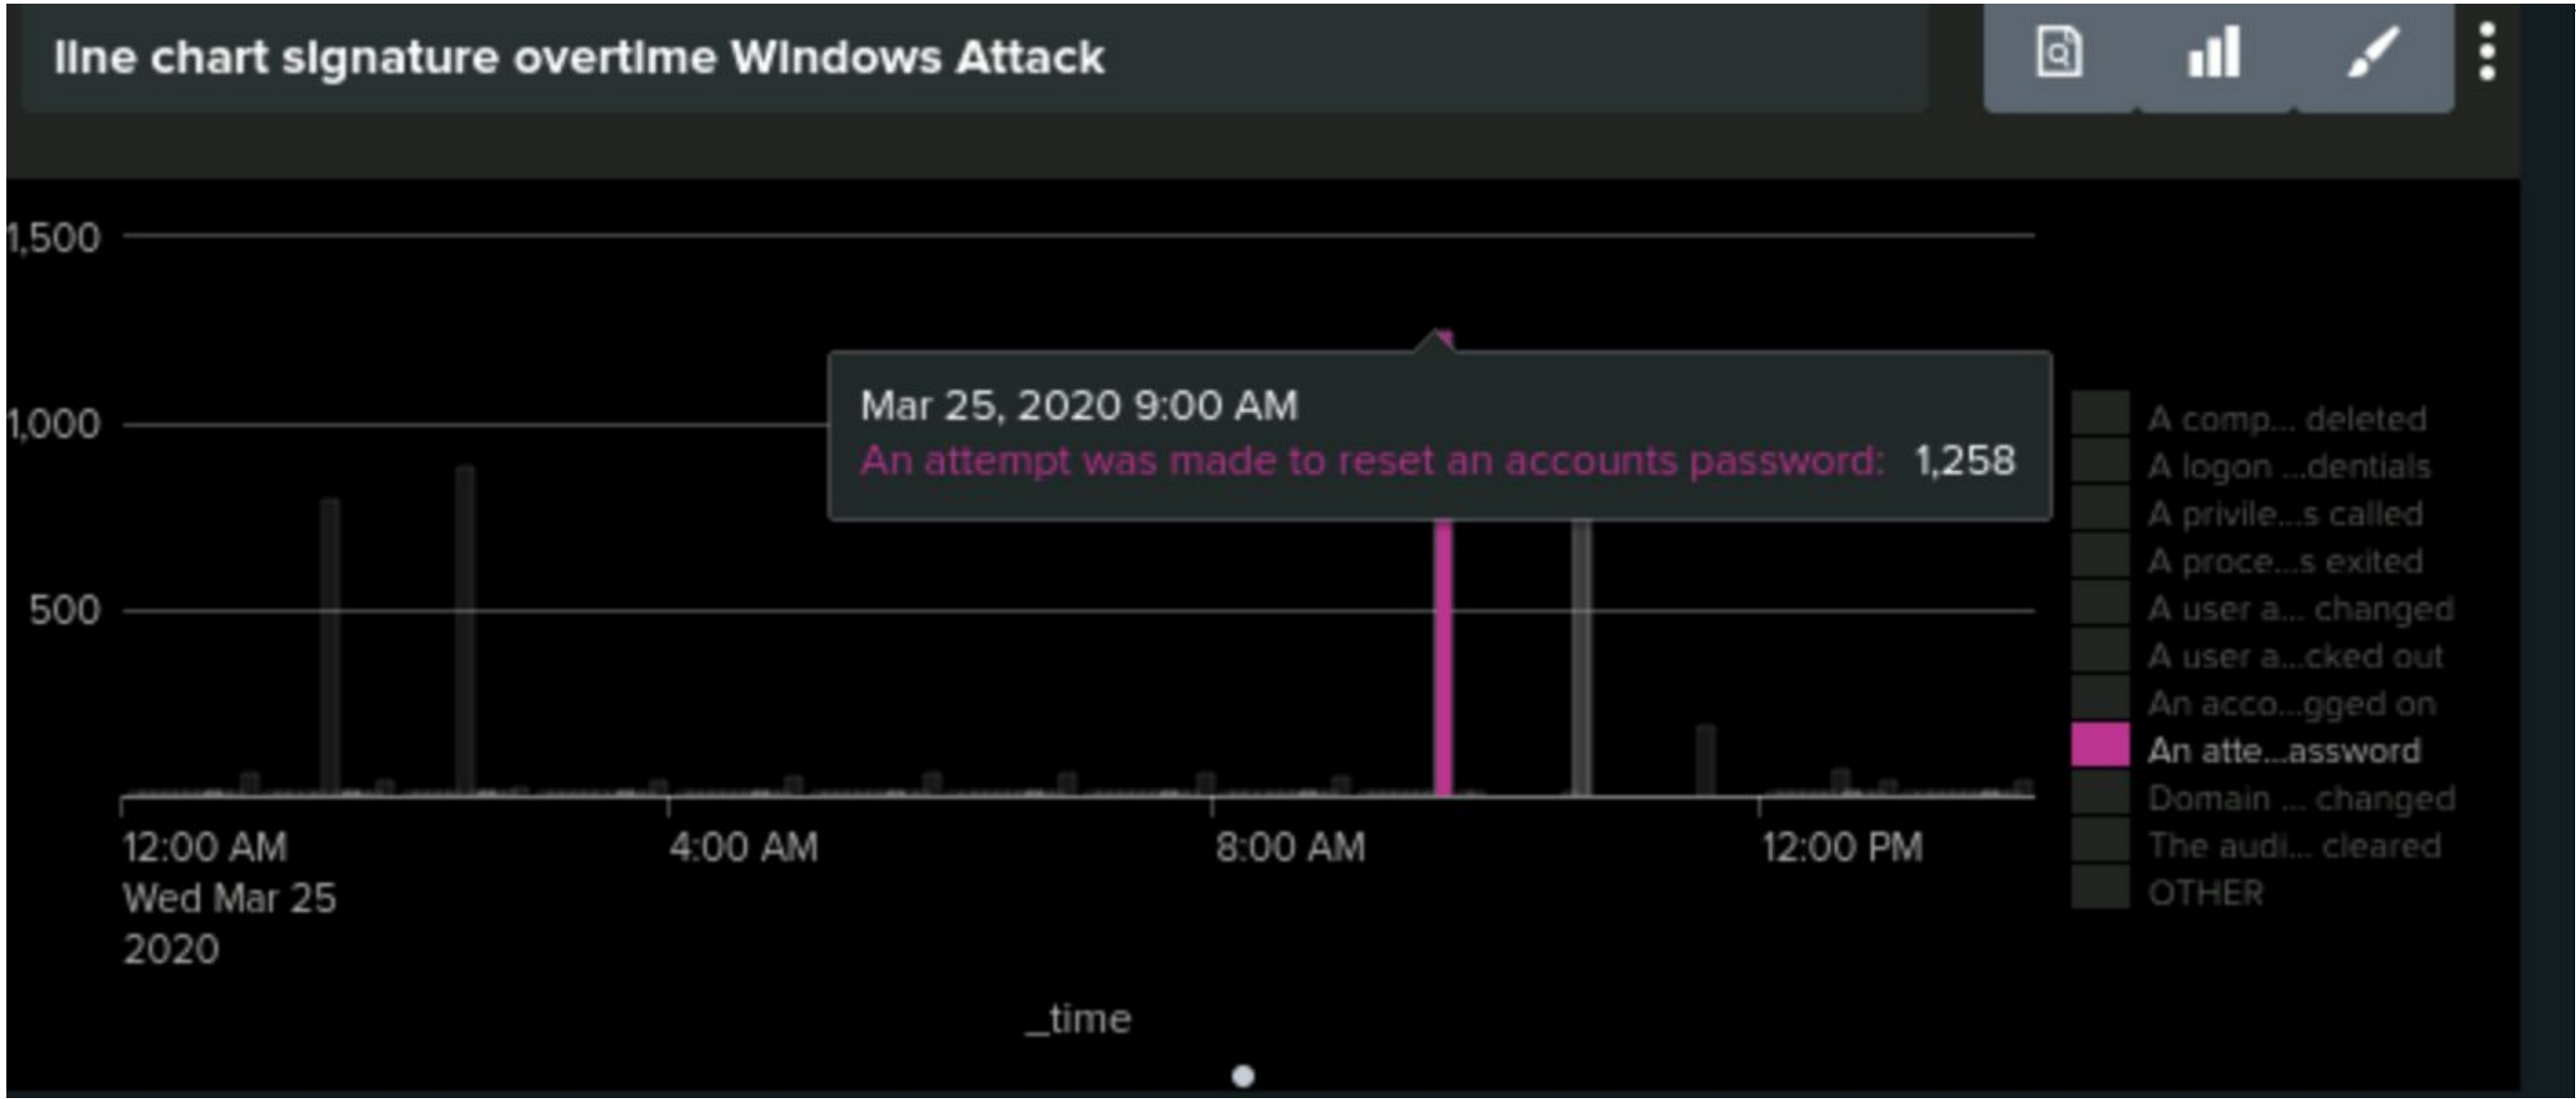 line chart signature overtime Windows Attack
1,500
1,000
500
Mar 25, 2020 9:00 AM
An attempt was made to reset an accounts password: 1,258
A comp... deleted
A logon ...dentials
A privile...s called
A proce...s exited
A user a... changed
A user a...cked out
An acco...gged on
An atte...assword
Domain ... changed
The audi... cleared
OTHER
12:00 AM
Wed Mar 25
2020
4:00 AM
8:00 AM
12:00 PM
_time